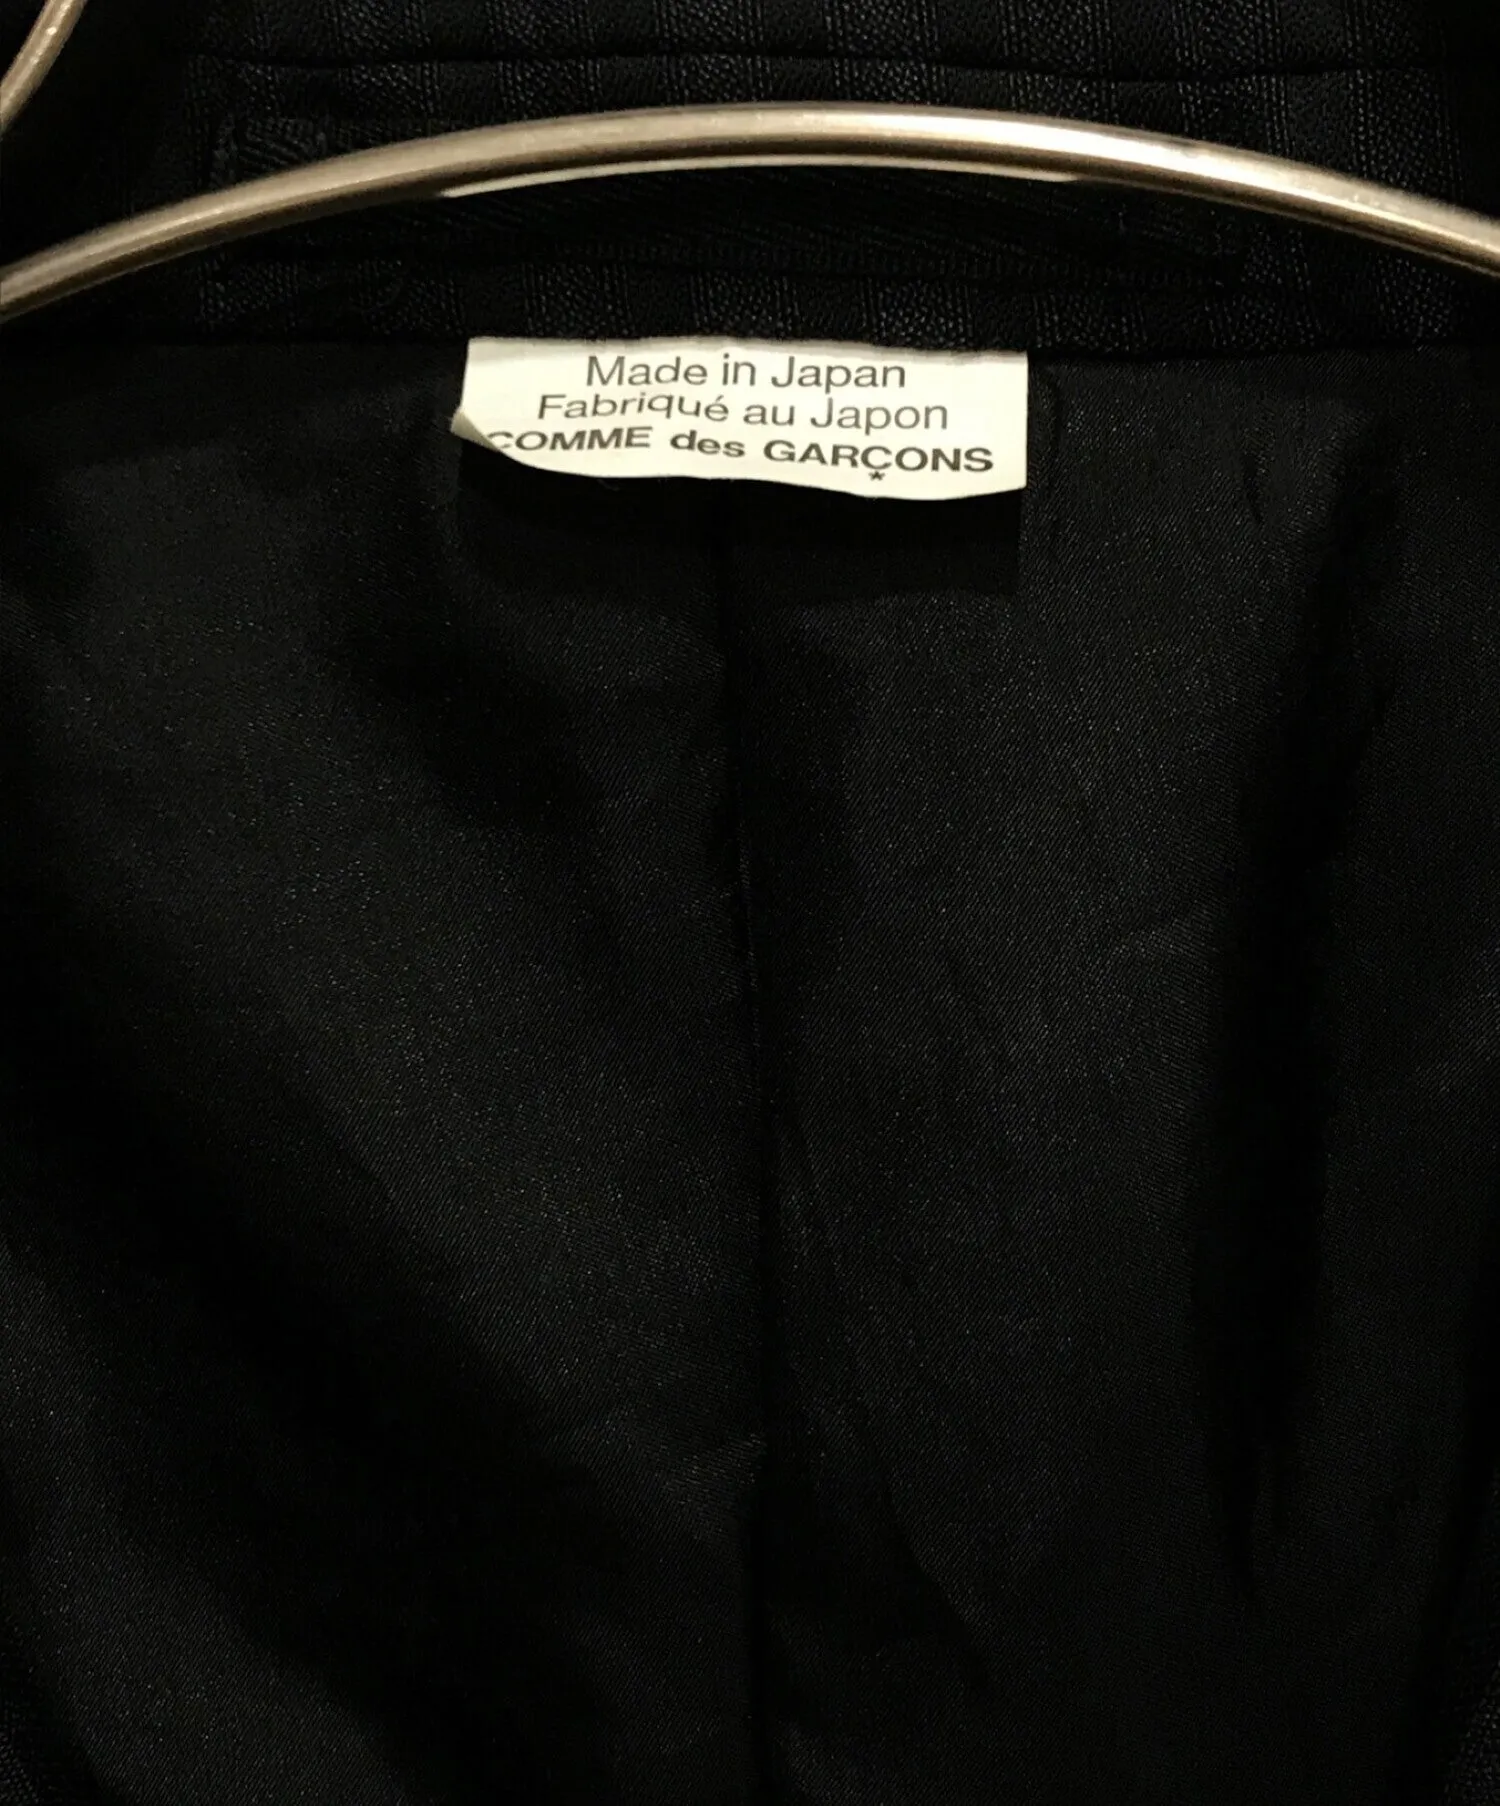 Made in Japan
Fabriqué au Japon
COMME des GARÇONS
*